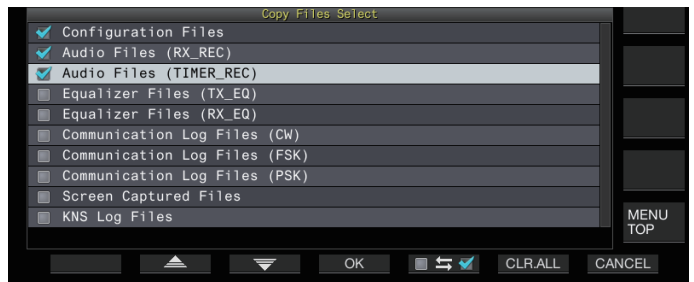 Copy Files Select
Configuration Files
Audio Files (RX_REC)
Audio Files (TIMER_REC)
Equalizer Files (TX_EQ)
Equalizer Files (RX_EQ)
Communication Log Files (CW)
Communication Log Files (FSK)
Communication Log Files (PSK)
Screen Captured Files
KNS Log Files
MENU
TOP
OK
CLR.ALL
CANCEL